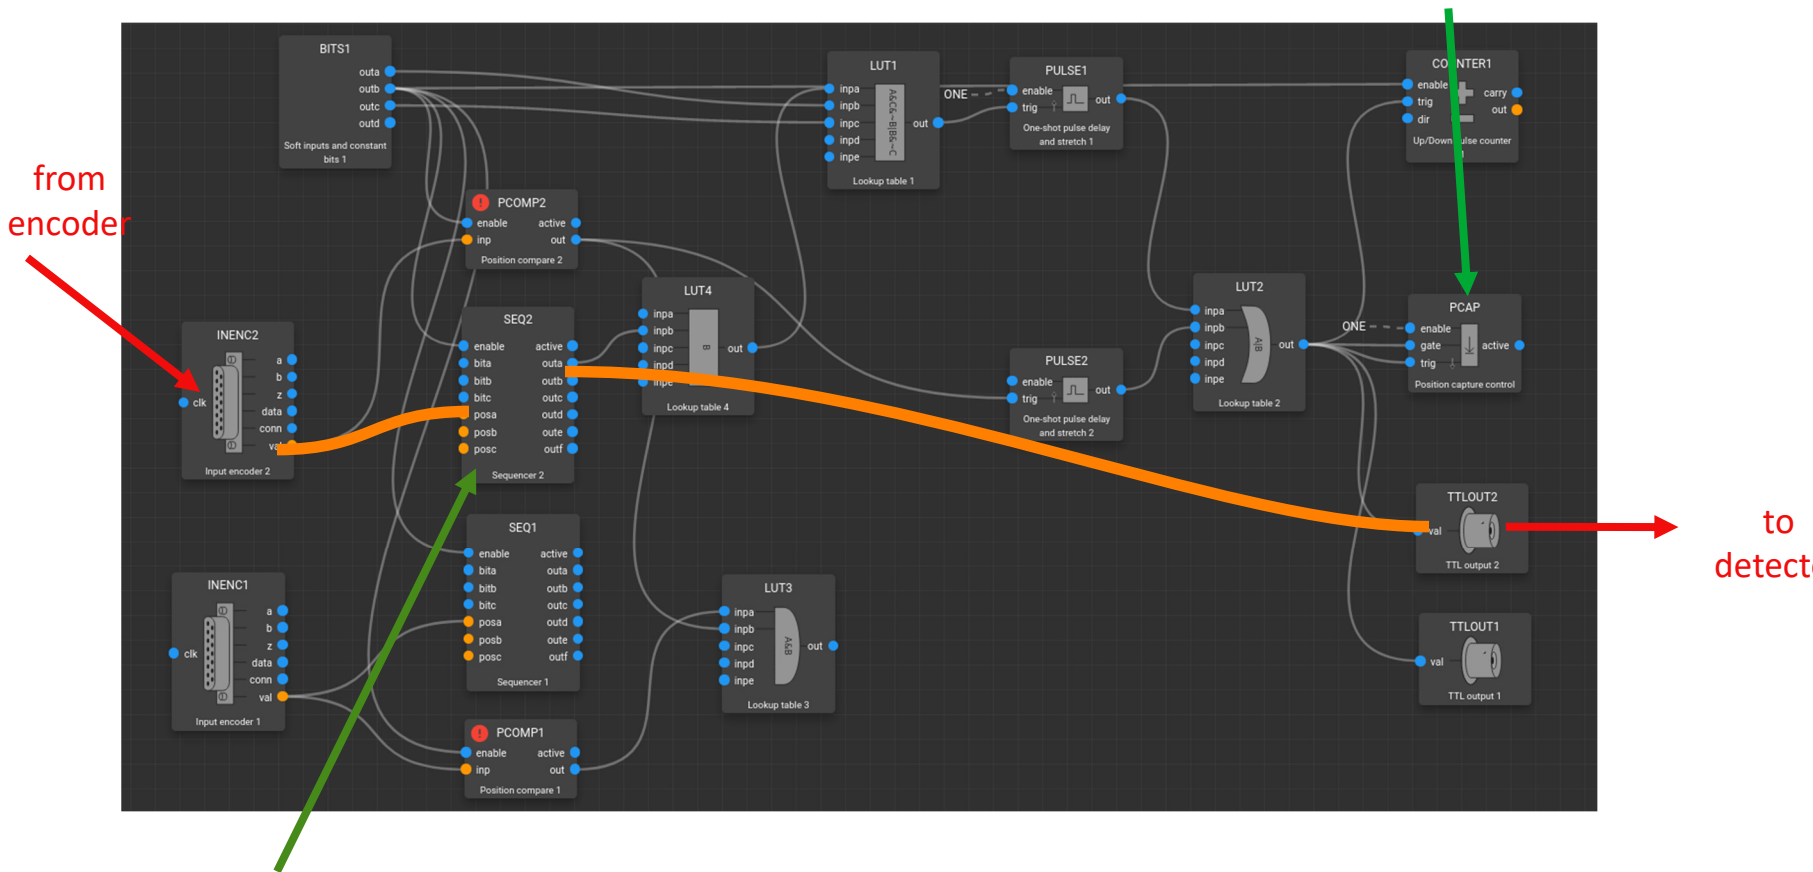 BITS1
outa
outb
outc
outd
Soft inputs and constant
bits 1
from
encoder
INENC2
a
b
z
clk
data
conn
Input encoder 2
INENC1
a
b
z
clk
data
conn
val
Input encoder 1
PCOMP2
enable active
inp out
Position compare 2
SEQ2
enable active
bita outa
bitb outb
bitc outc
posa outd
posb oute
posc outf
Sequencer 2
SEQ1
enable active
bita outa
bitb outb
bitc outc
posa outd
posb oute
posc outf
Sequencer 1
PCOMP1
enable active
inp out
Position compare 1
LUT4
inpa
inpb
inpc
B
out
inpd
inpe
Lookup table 4
LUT3
inpa
inpb
inpc
A&B
out
inpd
inpe
Lookup table 3
LUT1
inpa
inpb
inpc
A&C&~B|B&~C
out
inpd
inpe
Lookup table 1
ONE
PULSE1
enable
trig
out
One-shot pulse delay
and stretch 1
PULSE2
enable
trig
out
One-shot pulse delay
and stretch 2
LUT2
inpa
inpb
inpc
A|B
out
inpd
inpe
Lookup table 2
COUNTER1
enable
trig
dir
carry
out
Up/Down pulse counter
1
ONE
PCAP
enable
gate
trig
active
Position capture control
TTLOUT2
val
TTL output 2
TTLOUT1
val
TTL output 1
to